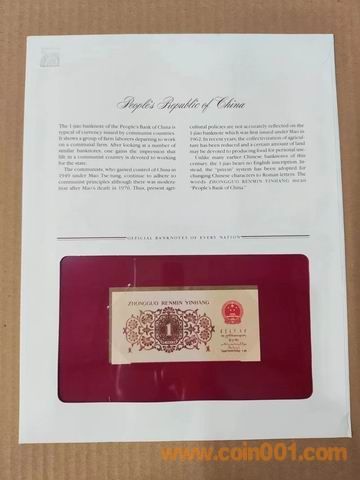 People's Republic of China
The 1-jiao banknote of the People's Bank of China is
typical of currency issued by communist countries.
It shows a group of farm laborers departing to work
on a communal farm. After looking at a number of
similar banknotes, one gains the impression that
life in a communist country is devoted to working
for the state.
The communists, who gained control of China in
1949 under Mao Tse-tung, continue to adhere to
communist principles although their was modera-
tion after Mao's death in 1976. Thus, present agri-
cultural policies are not accurately reflected on the
1-jiao banknote which was first issued under Mao in
1962. In recent years, the collectivization of agricul-
ture has been reduced and a certain amount of land
may be devoted to producing food for personal use.
Unlike many earlier Chinese banknotes of this
century, the 1-jiao bears no English inscription. In-
stead, the "pinyin" system has been adopted for
changing Chinese characters to Roman letters. The
words ZHONGGUO RENMIN YINHANG mean
"People's Bank of China."
OFFICIAL BANKNOTES OF EVERY NATION
ZHONGGUO RENMIN YINHANG
1
www.coin001.com